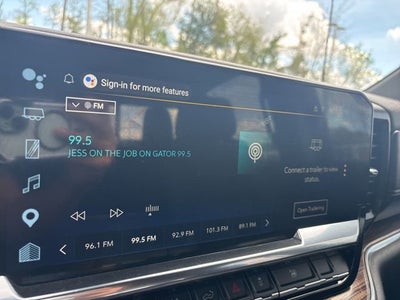 Sign-in for more features
FM
99.5
JESS ON THE JOB ON GATOR 99.5
Connect a trailer to view
status.
Open Trailering
96.1 FM
99.5 FM
92.9 FM
101.3 FM
89.1 FM